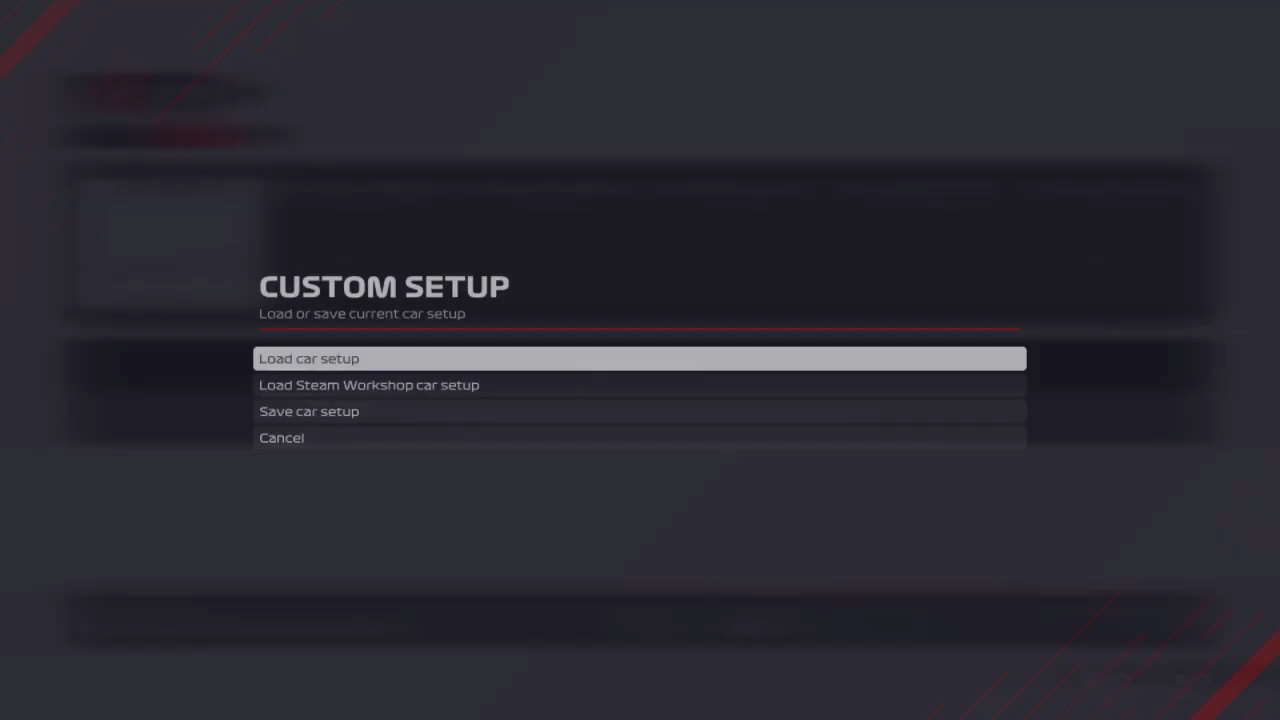 CUSTOM SETUP
Load or save current car setup
Load car setup
Load Steam Workshop car setup
Save car setup
Cancel